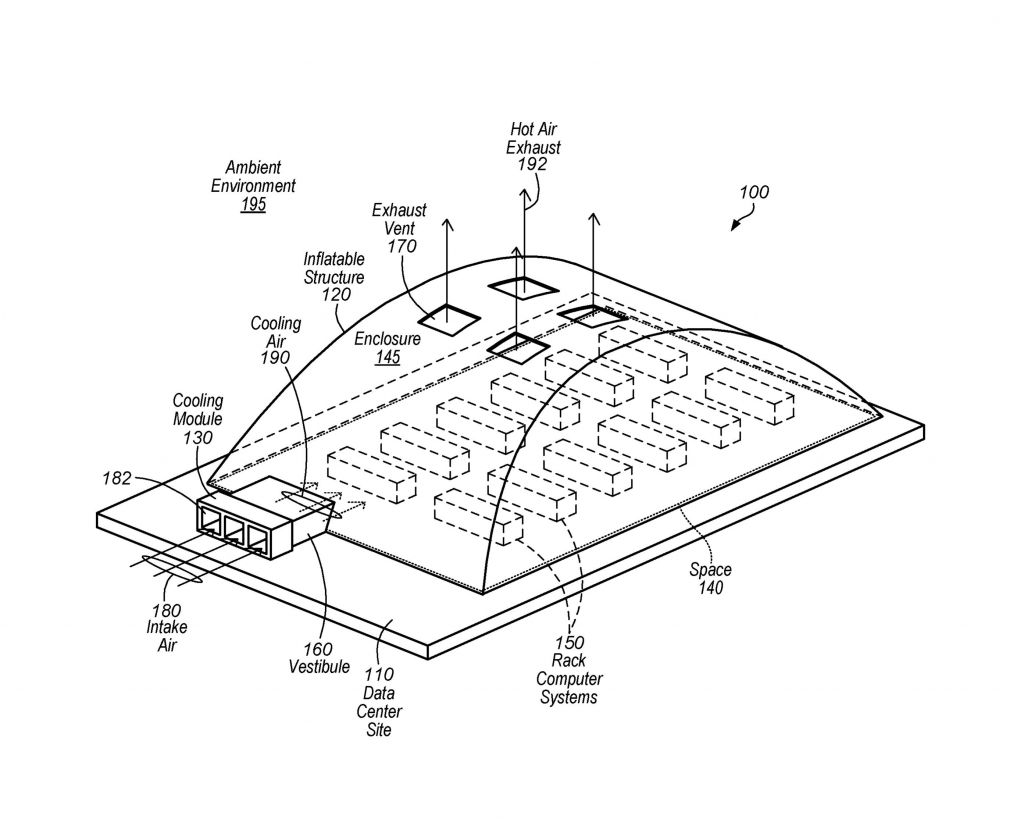 Hot Air
Exhaust
192
Ambient
Environment
195
100
Exhaust
Vent
170
Inflatable
Structure
120
Cooling
Air
190
Enclosure
145
Cooling
Module
130
182
180
Intake
Air
160
Vestibule
110
Data
Center
Site
150
Rack
Computer
Systems
Space
140